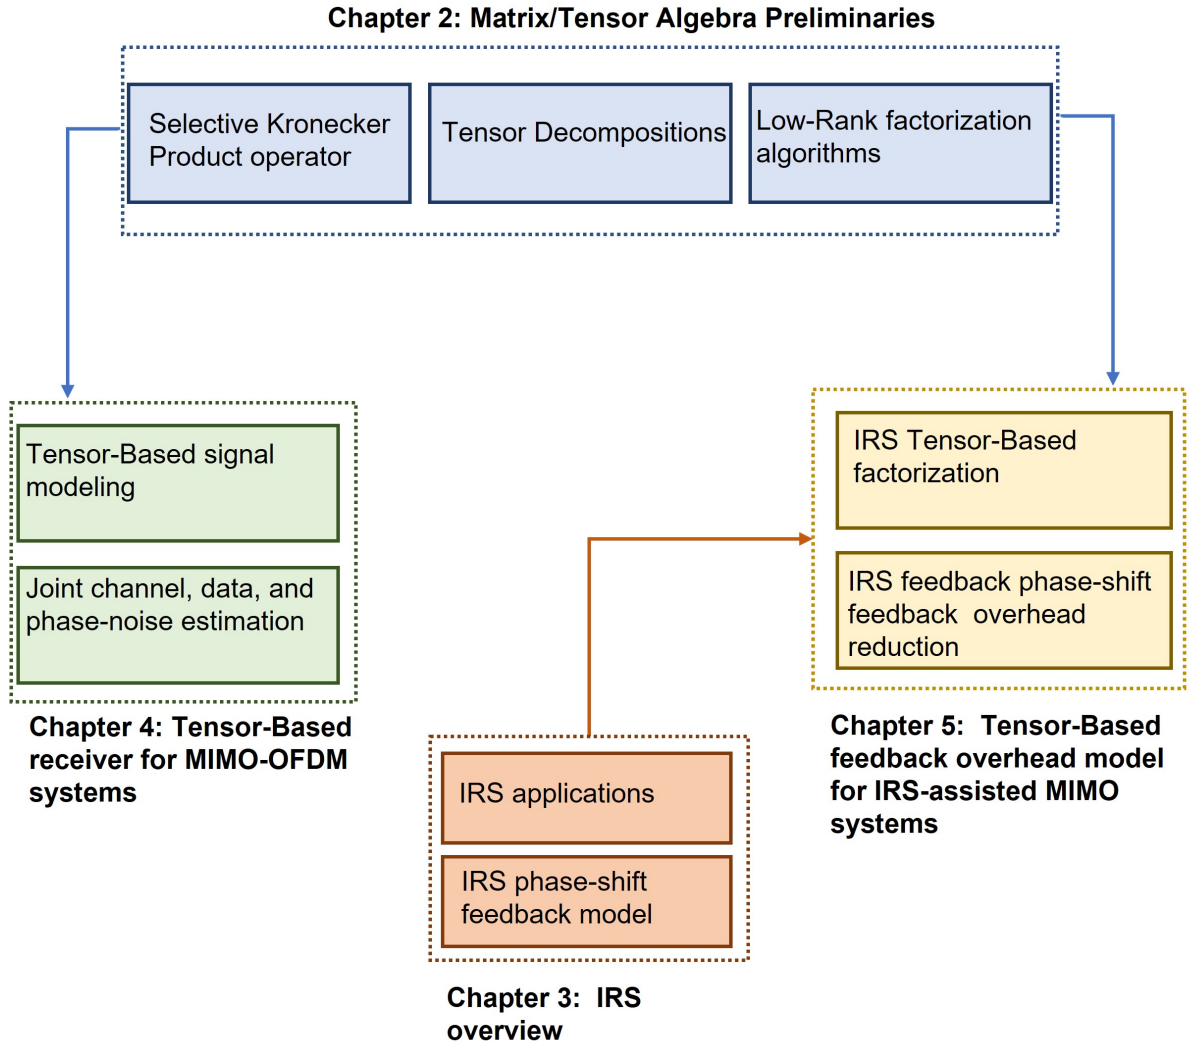 Chapter 2: Matrix/Tensor Algebra Preliminaries
Selective Kronecker
Product operator
Tensor Decompositions
Low-Rank factorization
algorithms
Tensor-Based signal
modeling
Joint channel, data, and
phase-noise estimation
Chapter 4: Tensor-Based
receiver for MIMO-OFDM
systems
IRS Tensor-Based
factorization
IRS feedback phase-shift
feedback  overhead
reduction
Chapter 5:  Tensor-Based
feedback overhead model
for IRS-assisted MIMO
systems
IRS applications
IRS phase-shift
feedback model
Chapter 3:  IRS
overview